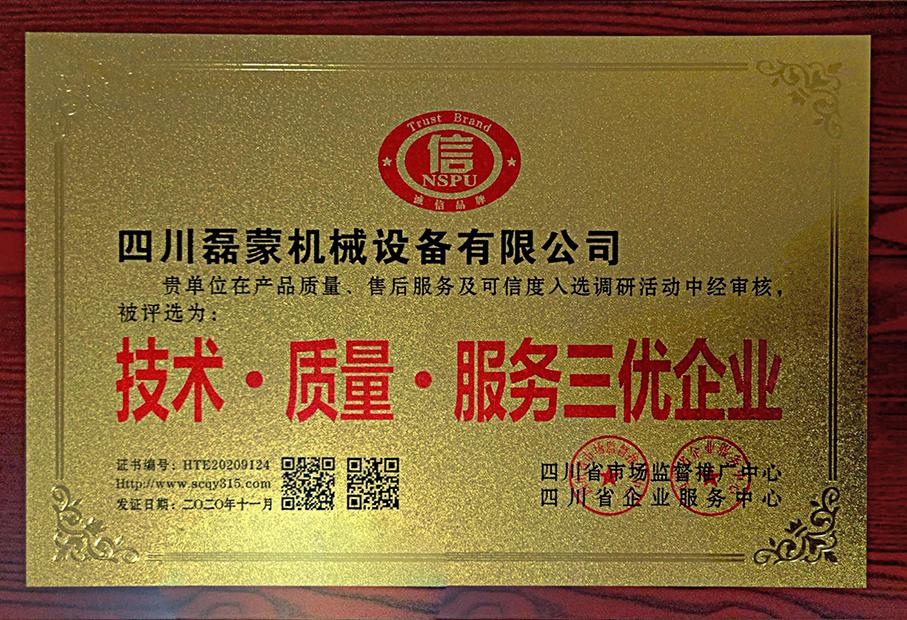 Trust Brand
信
NSPU
诚信品牌
四川磊蒙机械设备有限公司
贵单位在产品质量、售后服务及可信度入选调研活动中经审核，
被评选为：
技术·质量·服务三优企业
证书编号：HTE20209124
Http://www.scqy315.com
发证日期：二〇二〇年十一月
四川省市场监督推广中心
四川省企业服务中心